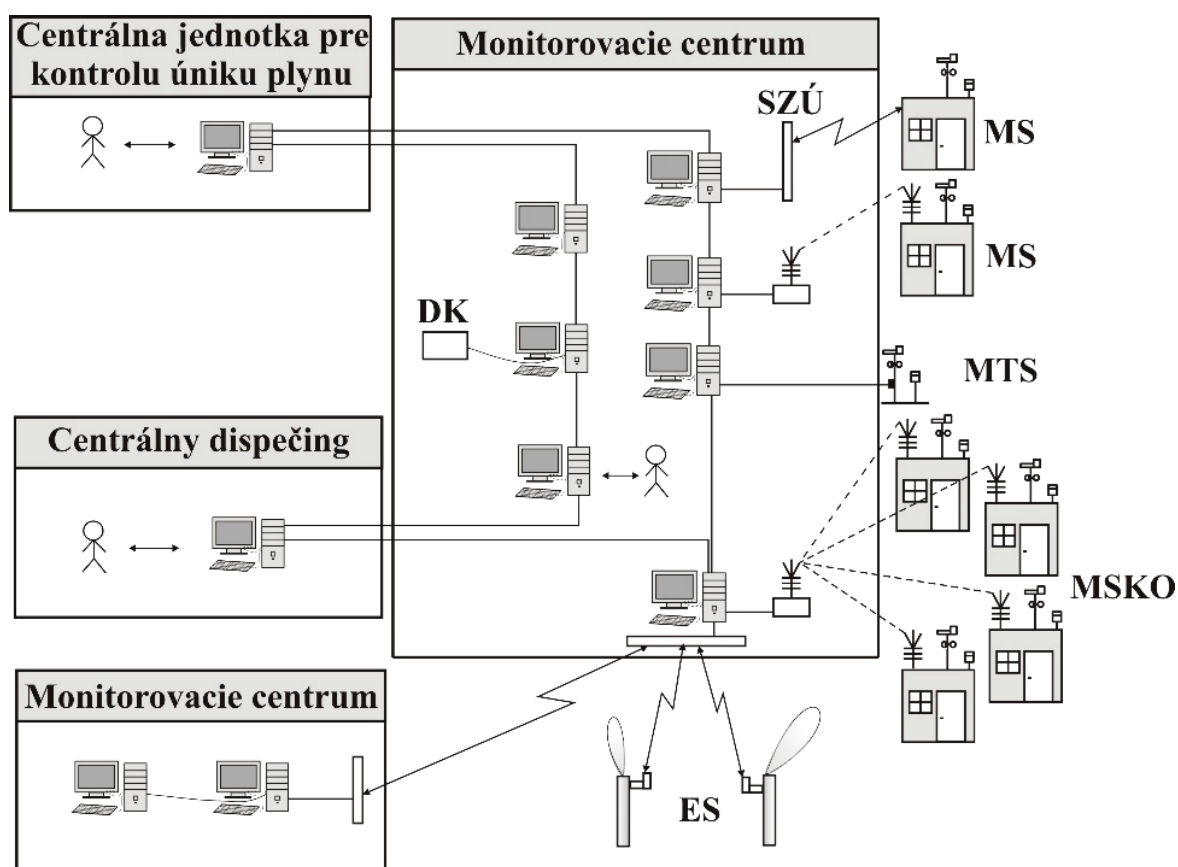 Centrálna jednotka pre
kontrolu úniku plynu
Monitorovacie centrum
SZÚ
MS
MS
DK
MTS
Centrálny dispečing
MSKO
Monitorovacie centrum
ES